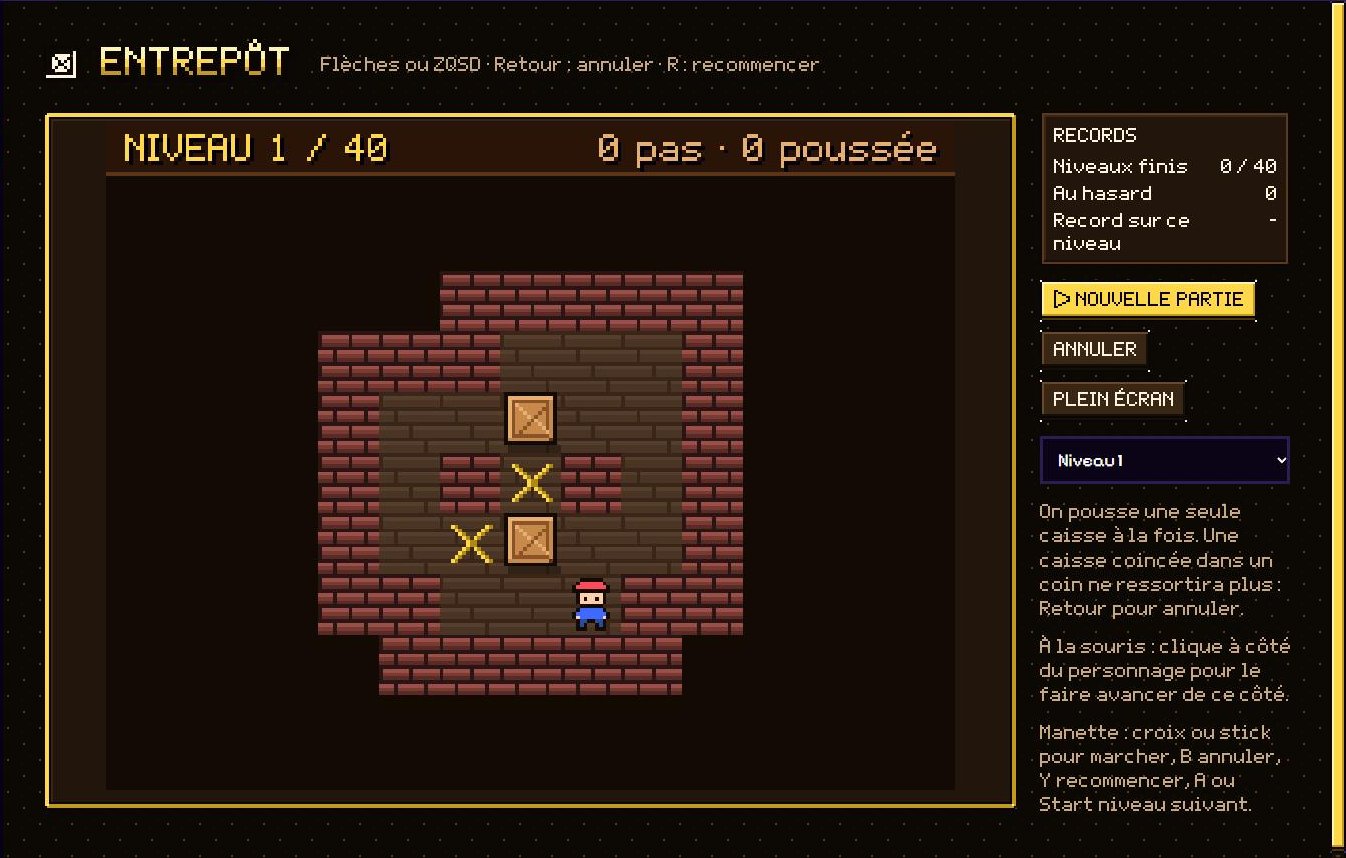 ENTREPÔT
Flèches ou ZQSD · Retour : annuler · R : recommencer
NIVEAU 1 / 40
0 pas · 0 poussée
RECORDS
Niveaux finis 0 / 40
Au hasard 0
Record sur ce niveau -
NOUVELLE PARTIE
ANNULER
PLEIN ÉCRAN
Niveau 1
On pousse une seule
caisse à la fois. Une
caisse coincée dans un
coin ne ressortira plus :
Retour pour annuler.
À la souris : clique à côté
du personnage pour le
faire avancer de ce côté.
Manette : croix ou stick
pour marcher, B annuler,
Y recommencer, A ou
Start niveau suivant.